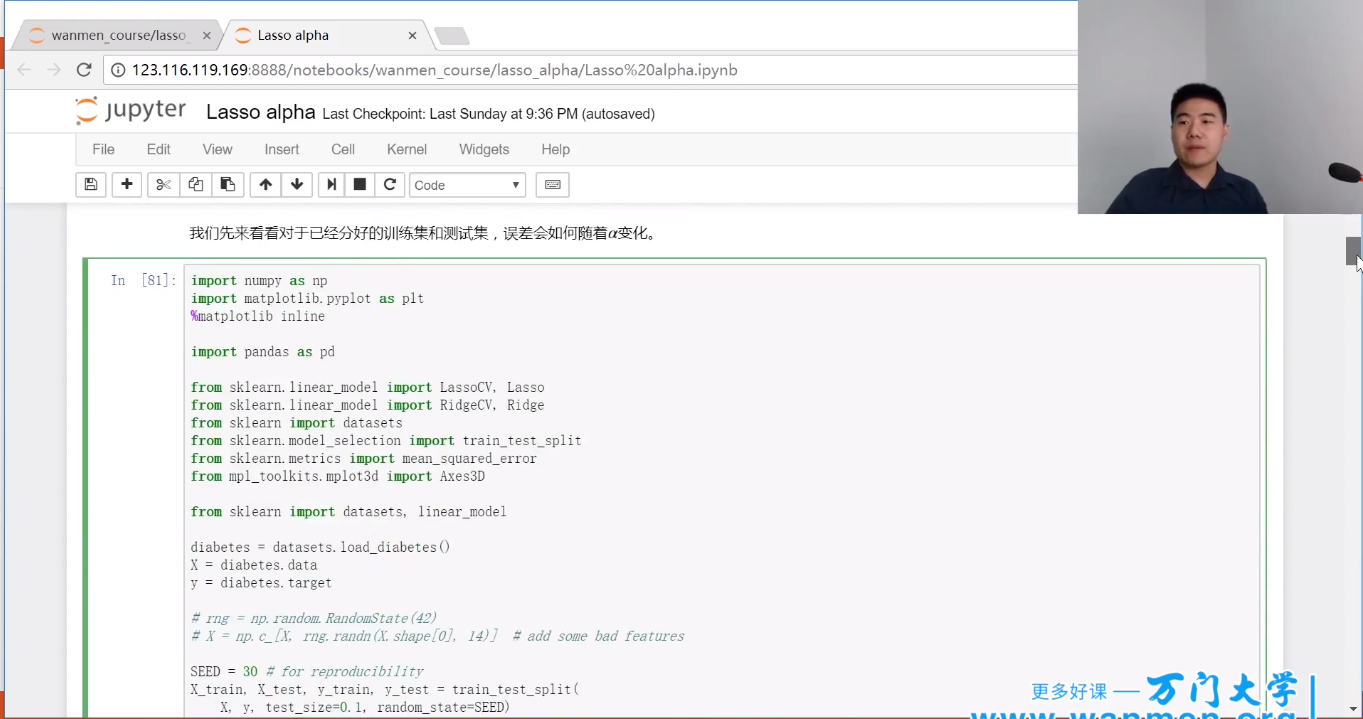 wanmen_course/lasso_
Lasso alpha
123.116.119.169:8888/notebooks/wanmen_course/lasso_alpha/Lasso%20alpha.ipynb
jupyter Lasso alpha Last Checkpoint: Last Sunday at 9:36 PM (autosaved)
File Edit View Insert Cell Kernel Widgets Help
Code
我们先来看看对于已经分好的训练集和测试集，误差会如何随着α变化。
In [81]:
import numpy as np
import matplotlib.pyplot as plt
%matplotlib inline
import pandas as pd
from sklearn.linear_model import LassoCV, Lasso
from sklearn.linear_model import RidgeCV, Ridge
from sklearn import datasets
from sklearn.model_selection import train_test_split
from sklearn.metrics import mean_squared_error
from mpl_toolkits.mplot3d import Axes3D
from sklearn import datasets, linear_model
diabetes = datasets.load_diabetes()
X = diabetes.data
y = diabetes.target
# rng = np.random.RandomState(42)
# X = np.c_[X, rng.randn(X.shape[0], 14)]  # add some bad features
SEED = 30 # for reproducibility
X_train, X_test, y_train, y_test = train_test_split(
X, y, test_size=0.1, random_state=SEED)
更多好课 — 万门大学
www.wanmen.org